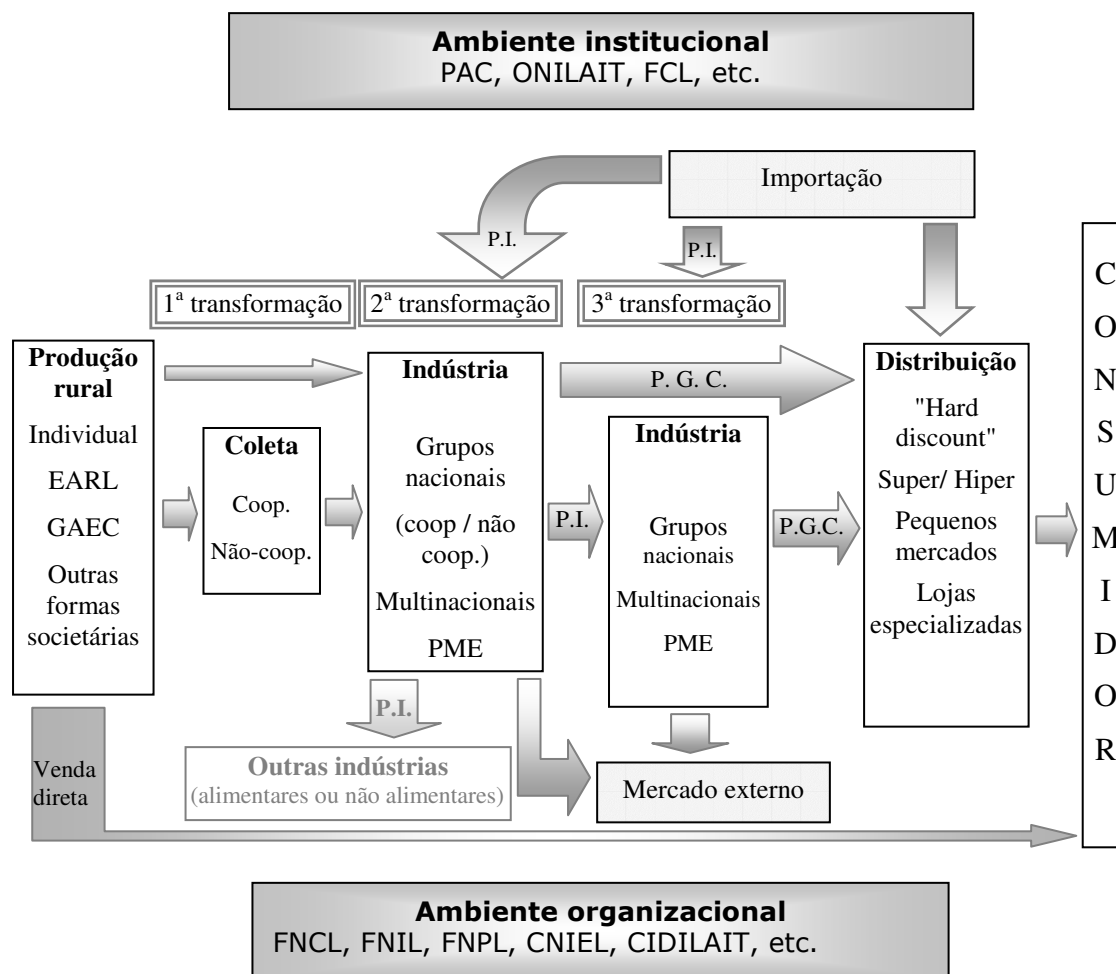 Ambiente institucional
PAC, ONILAIT, FCL, etc.
Importação
P.I.
P.I.
1ª transformação
2ª transformação
3ª transformação
Produção
rural
Individual
EARL
GAEC
Outras
formas
societárias
Coleta
Coop.
Não-coop.
Indústria
Grupos
nacionais
(coop / não
coop.)
Multinacionais
PME
P. G. C.
P.I.
Indústria
Grupos
nacionais
Multinacionais
PME
P.G.C.
Distribuição
"Hard
discount"
Super/ Hiper
Pequenos
mercados
Lojas
especializadas
C
O
N
S
U
M
I
D
O
R
P.I.
Outras indústrias
(alimentares ou não alimentares)
Mercado externo
Venda
direta
Ambiente organizacional
FNCL, FNIL, FNPL, CNIEL, CIDILAIT, etc.